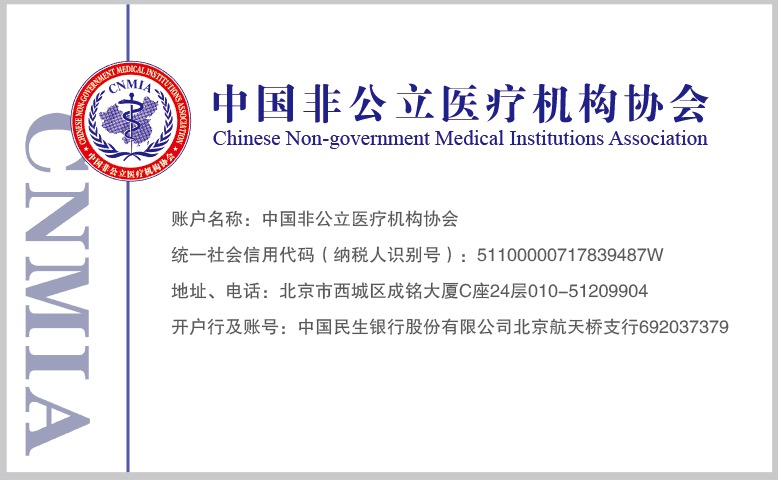 CNMIA
CHINESE NON-GOVERNMENT MEDICAL INSTITUTIONS ASSOCIATION
CNMIA
中国非公立医疗机构协会
中国非公立医疗机构协会
Chinese Non-government Medical Institutions Association
账户名称：中国非公立医疗机构协会
统一社会信用代码（纳税人识别号）：51100000717839487W
地址、电话：北京市西城区成铭大厦C座24层010-51209904
开户行及账号：中国民生银行股份有限公司北京航天桥支行692037379